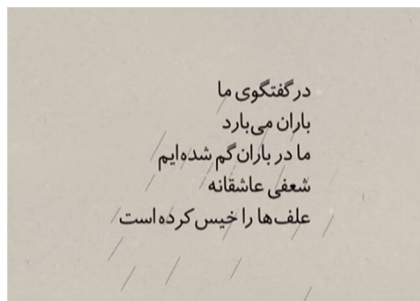 در گفتگوی ما
باران می‌بارد
ما در باران گم شده‌ایم
شعفی عاشقانه
علف‌ها را خیس کرده است